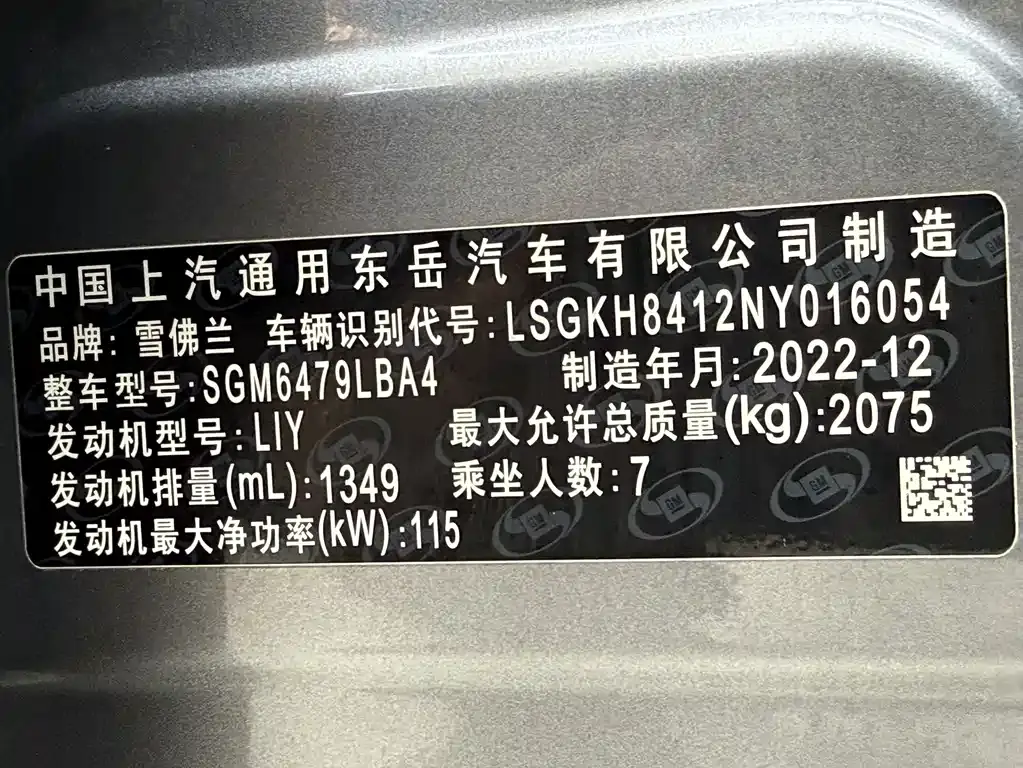 中国上汽通用东岳汽车有限公司制造
品牌: 雪佛兰 车辆识别代号:LSGKH8412NY016054
整车型号:SGM6479LBA4 制造年月:2022-12
发动机型号:LIY 最大允许总质量(kg):2075
发动机排量(mL):1349 乘坐人数:7
发动机最大净功率(kW):115